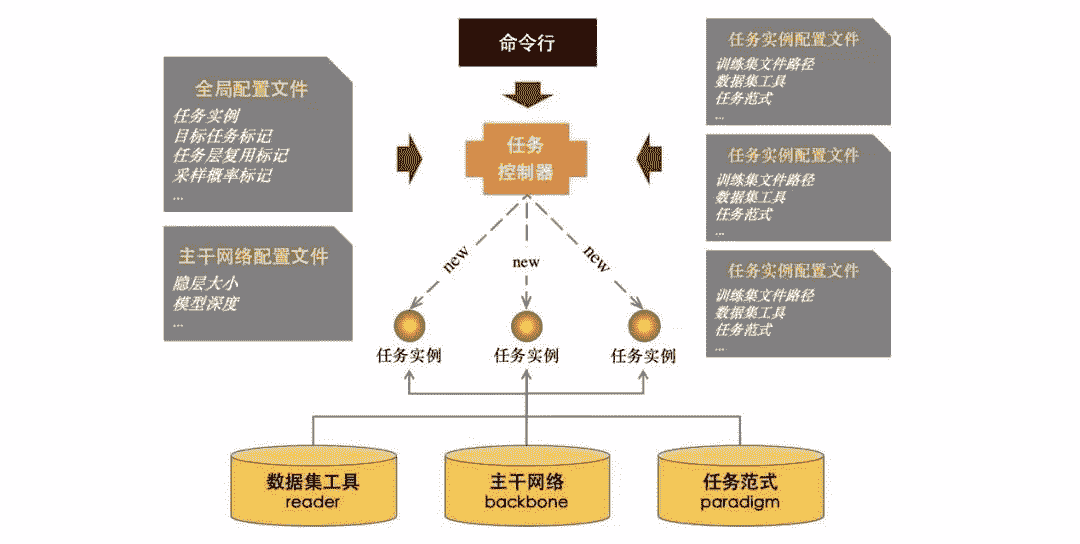 命令行
全局配置文件
任务实例
目标任务标记
任务层复用标记
采样概率标记
...
主干网络配置文件
隐层大小
模型深度
...
任务
控制器
任务实例配置文件
训练集文件路径
数据集工具
任务范式
...
任务实例配置文件
训练集文件路径
数据集工具
任务范式
...
任务实例配置文件
训练集文件路径
数据集工具
任务范式
...
new
new
new
任务实例
任务实例
任务实例
数据集工具
reader
主干网络
backbone
任务范式
paradigm